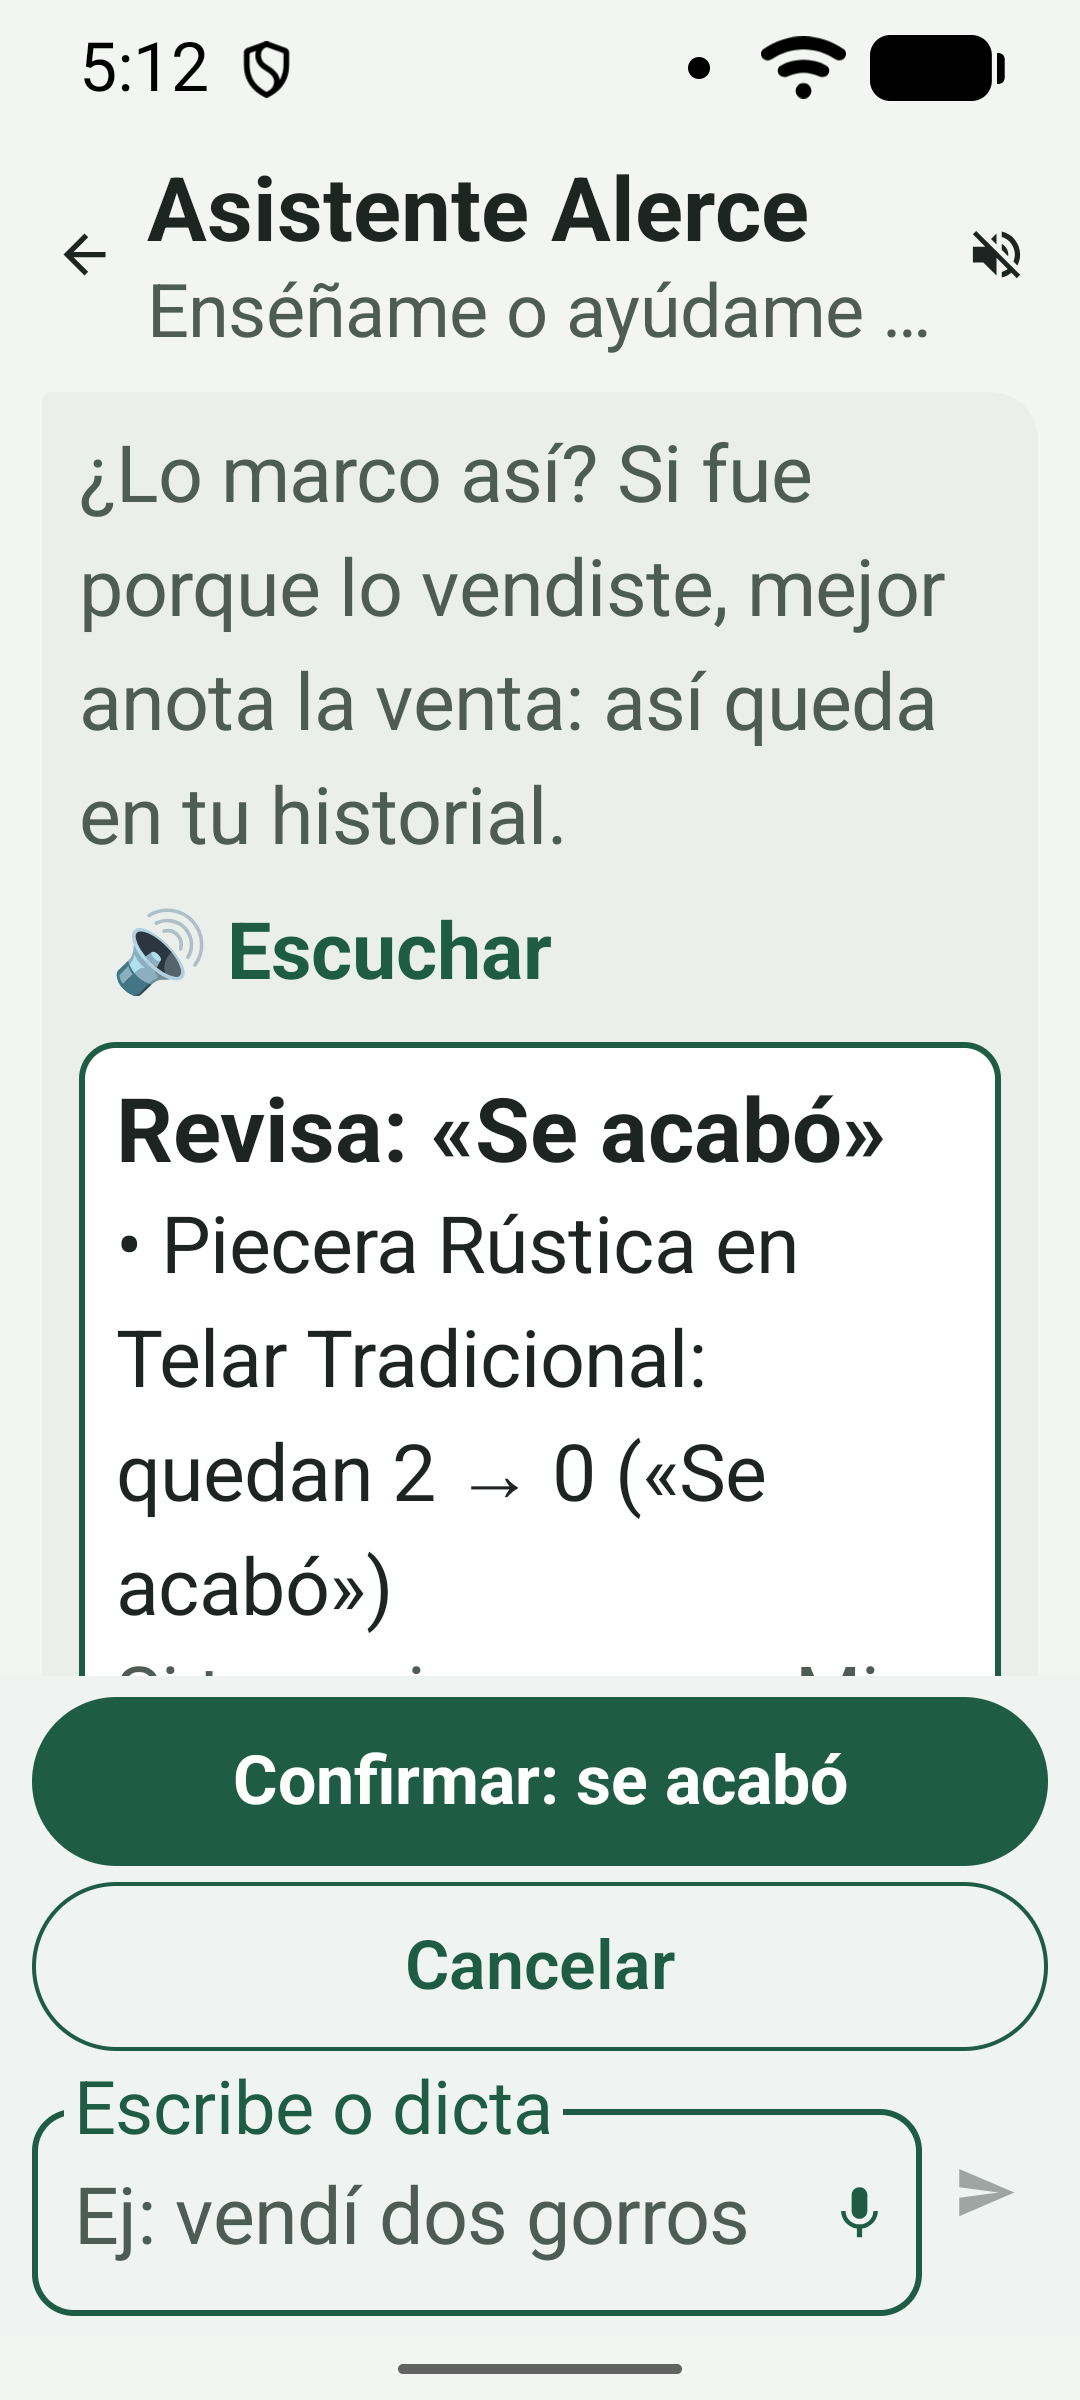 5:12
Asistente Alerce
Enséñame o ayúdame ...
¿Lo marco así? Si fue
porque lo vendiste, mejor
anota la venta: así queda
en tu historial.
🔊 Escuchar
Revisa: «Se acabó»
• Piecera Rústica en
Telar Tradicional:
quedan 2 → 0 («Se
acabó»)
Confirmar: se acabó
Cancelar
Escribe o dicta
Ej: vendí dos gorros